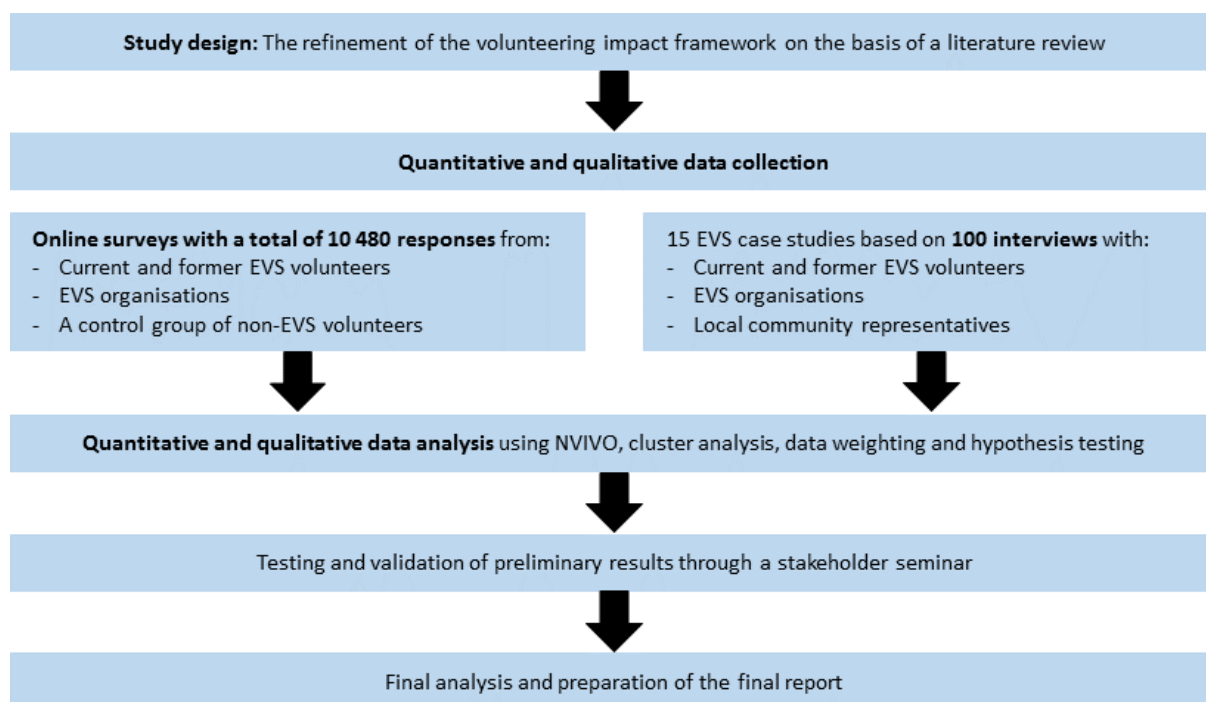 Study design: The refinement of the volunteering impact framework on the basis of a literature review
Quantitative and qualitative data collection
Online surveys with a total of 10 480 responses from:
- Current and former EVS volunteers
- EVS organisations
- A control group of non-EVS volunteers
15 EVS case studies based on 100 interviews with:
- Current and former EVS volunteers
- EVS organisations
- Local community representatives
Quantitative and qualitative data analysis using NVIVO, cluster analysis, data weighting and hypothesis testing
Testing and validation of preliminary results through a stakeholder seminar
Final analysis and preparation of the final report